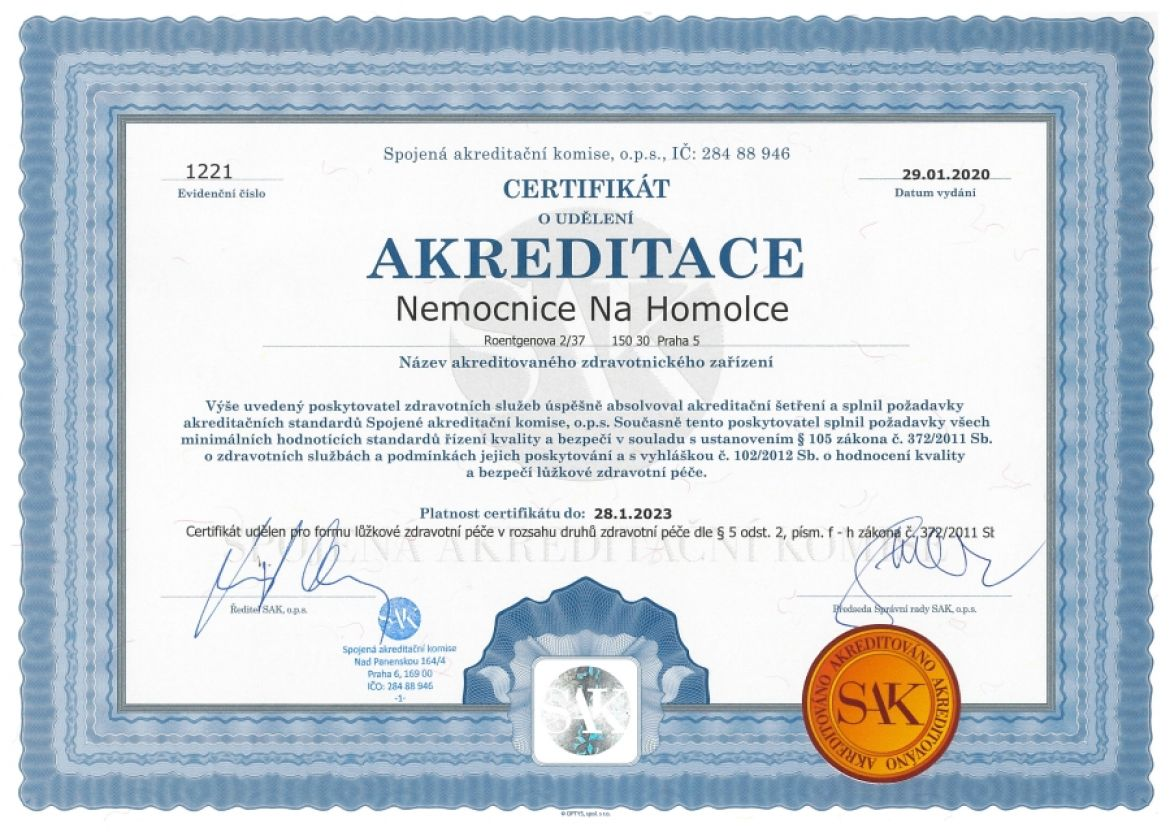 Spojená akreditační komise, o.p.s., IČ: 284 88 946
1221
Evidenční číslo
29.01.2020
Datum vydání
CERTIFIKÁT
O UDĚLENÍ
AKREDITACE
Nemocnice Na Homolce
Roentgenova 2/37 150 30 Praha 5
Název akreditovaného zdravotnického zařízení
Výše uvedený poskytovatel zdravotních služeb úspěšně absolvoval akreditační šetření a splnil požadavky
akreditačních standardů Spojené akreditační komise, o.p.s. Současně tento poskytovatel splnil požadavky všech
minimálních hodnotících standardů řízení kvality a bezpečí v souladu s ustanovením § 105 zákona č. 372/2011 Sb.
o zdravotních službách a podmínkách jejich poskytování a s vyhláškou č. 102/2012 Sb. o hodnocení kvality
a bezpečí lůžkové zdravotní péče.
Platnost certifikátu do: 28.1.2023
Certifikát udělen pro formu lůžkové zdravotní péče v rozsahu druhů zdravotní péče dle § 5 odst. 2, písm. f - h zákona č. 372/2011 St
SPOJENÁ AKREDITAČNÍ KOMISE
Ředitel SAK, o.p.s.
Předseda Správní rady SAK, o.p.s.
SAK
Spojená akreditační komise
Nad Panenskou 164/4
Praha 6, 169 00
IČO: 284 88 946
-1-
SAK
AKREDITOVÁNO AKREDITOVÁNO AKREDITOVÁNO
SAK
© OPTYS, spol. s r.o.